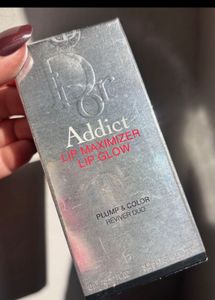 Dior
Addict
LIP MAXIMIZER
LIP GLOW
PLUMP & COLOR
REVIVER DUO